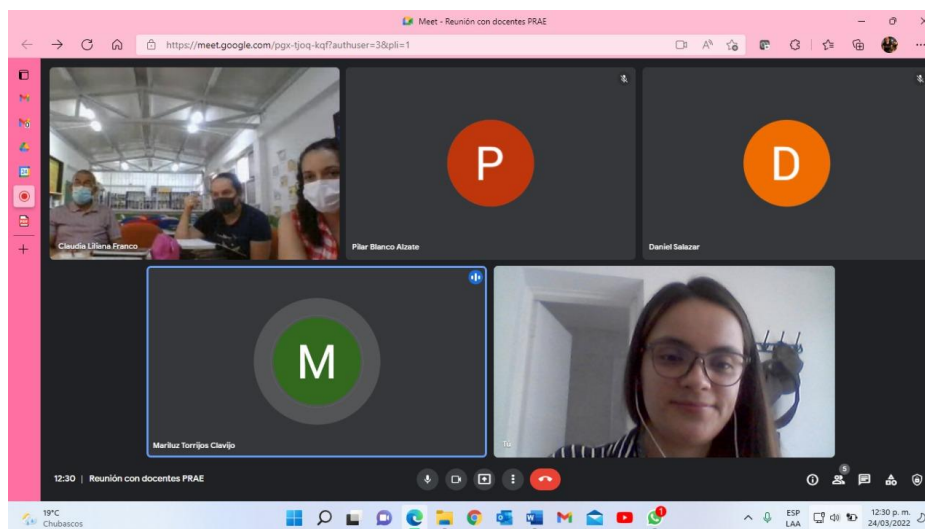 Meet - Reunión con docentes PRAE
https://meet.google.com/pgx-tjoq-kqf?authuser=3&pli=1
Claudia Liliana Franco
P
Pilar Blanco Alzate
D
Daniel Salazar
M
Mariluz Torrijos Clavijo
Tú
12:30 | Reunión con docentes PRAE
5
19°C
Chubascos
ESP
LAA
12:30 p. m.
24/03/2022